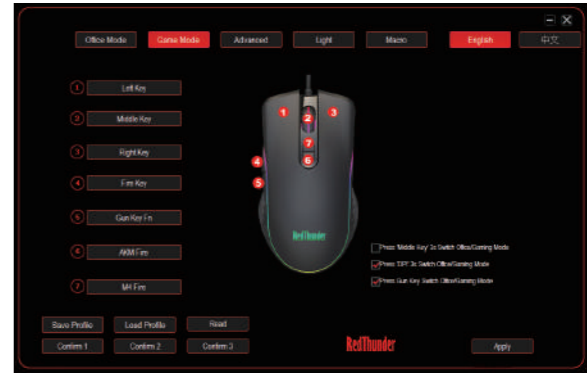 Office Mode Game Mode Advanced Light Macro English 中文
1 Left Key
2 Middle Key
3 Right Key
4 Fire Key
5 Gun Key Fn
6 AKM Fire
7 M4 Fire
1 2 3
7
4 6
5
RedThunder
Press 'Middle Key' 3s Switch Office/Gaming Mode
Press 'DPI' 3s Switch Office/Gaming Mode
Press Gun Key Switch Office/Gaming Mode
Save Profile Load Profile Read
Confirm 1 Confirm 2 Confirm 3 RedThunder Apply